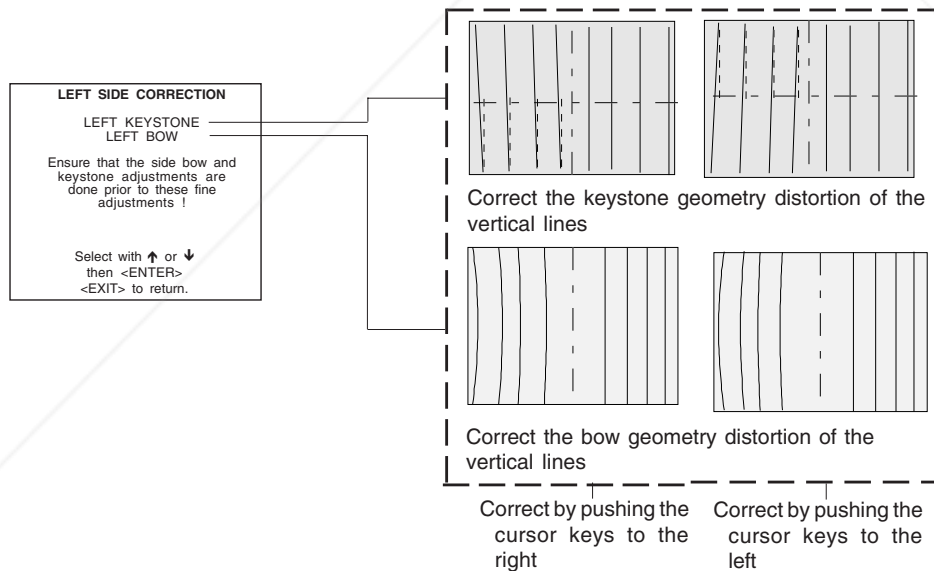 LEFT SIDE CORRECTION
LEFT KEYSTONE
LEFT BOW
Ensure that the side bow and
keystone adjustments are
done prior to these fine
adjustments !
Select with ↑ or ↓
then <ENTER>
<EXIT> to return.
Correct the keystone geometry distortion of the
vertical lines
Correct the bow geometry distortion of the
vertical lines
Correct by pushing the
cursor keys to the
right
Correct by pushing the
cursor keys to the
left